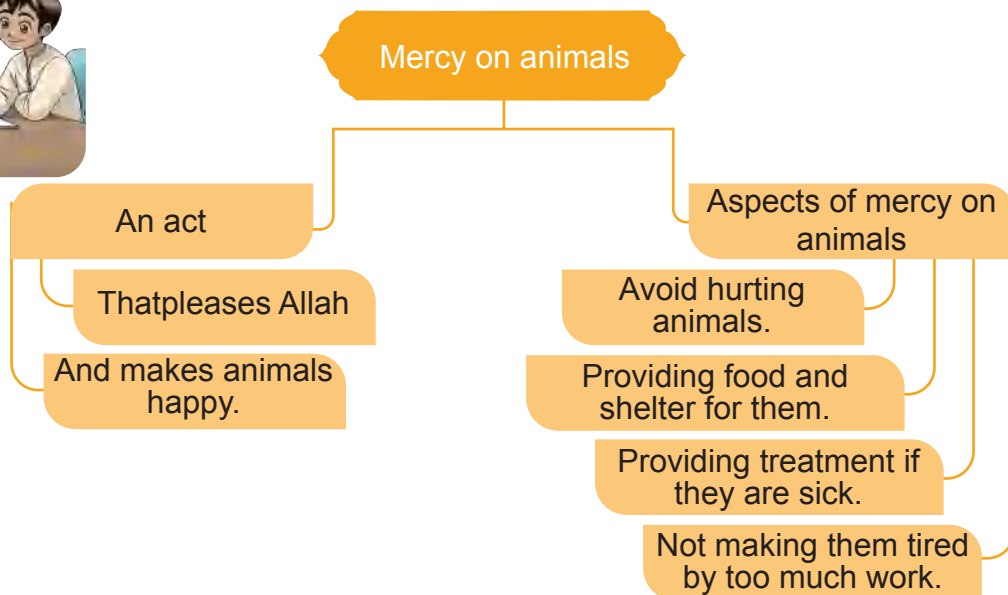 Mercy on animals
An act
Thatpleases Allah
And makes animals
happy.
Aspects of mercy on
animals
Avoid hurting
animals.
Providing food and
shelter for them.
Providing treatment if
they are sick.
Not making them tired
by too much work.